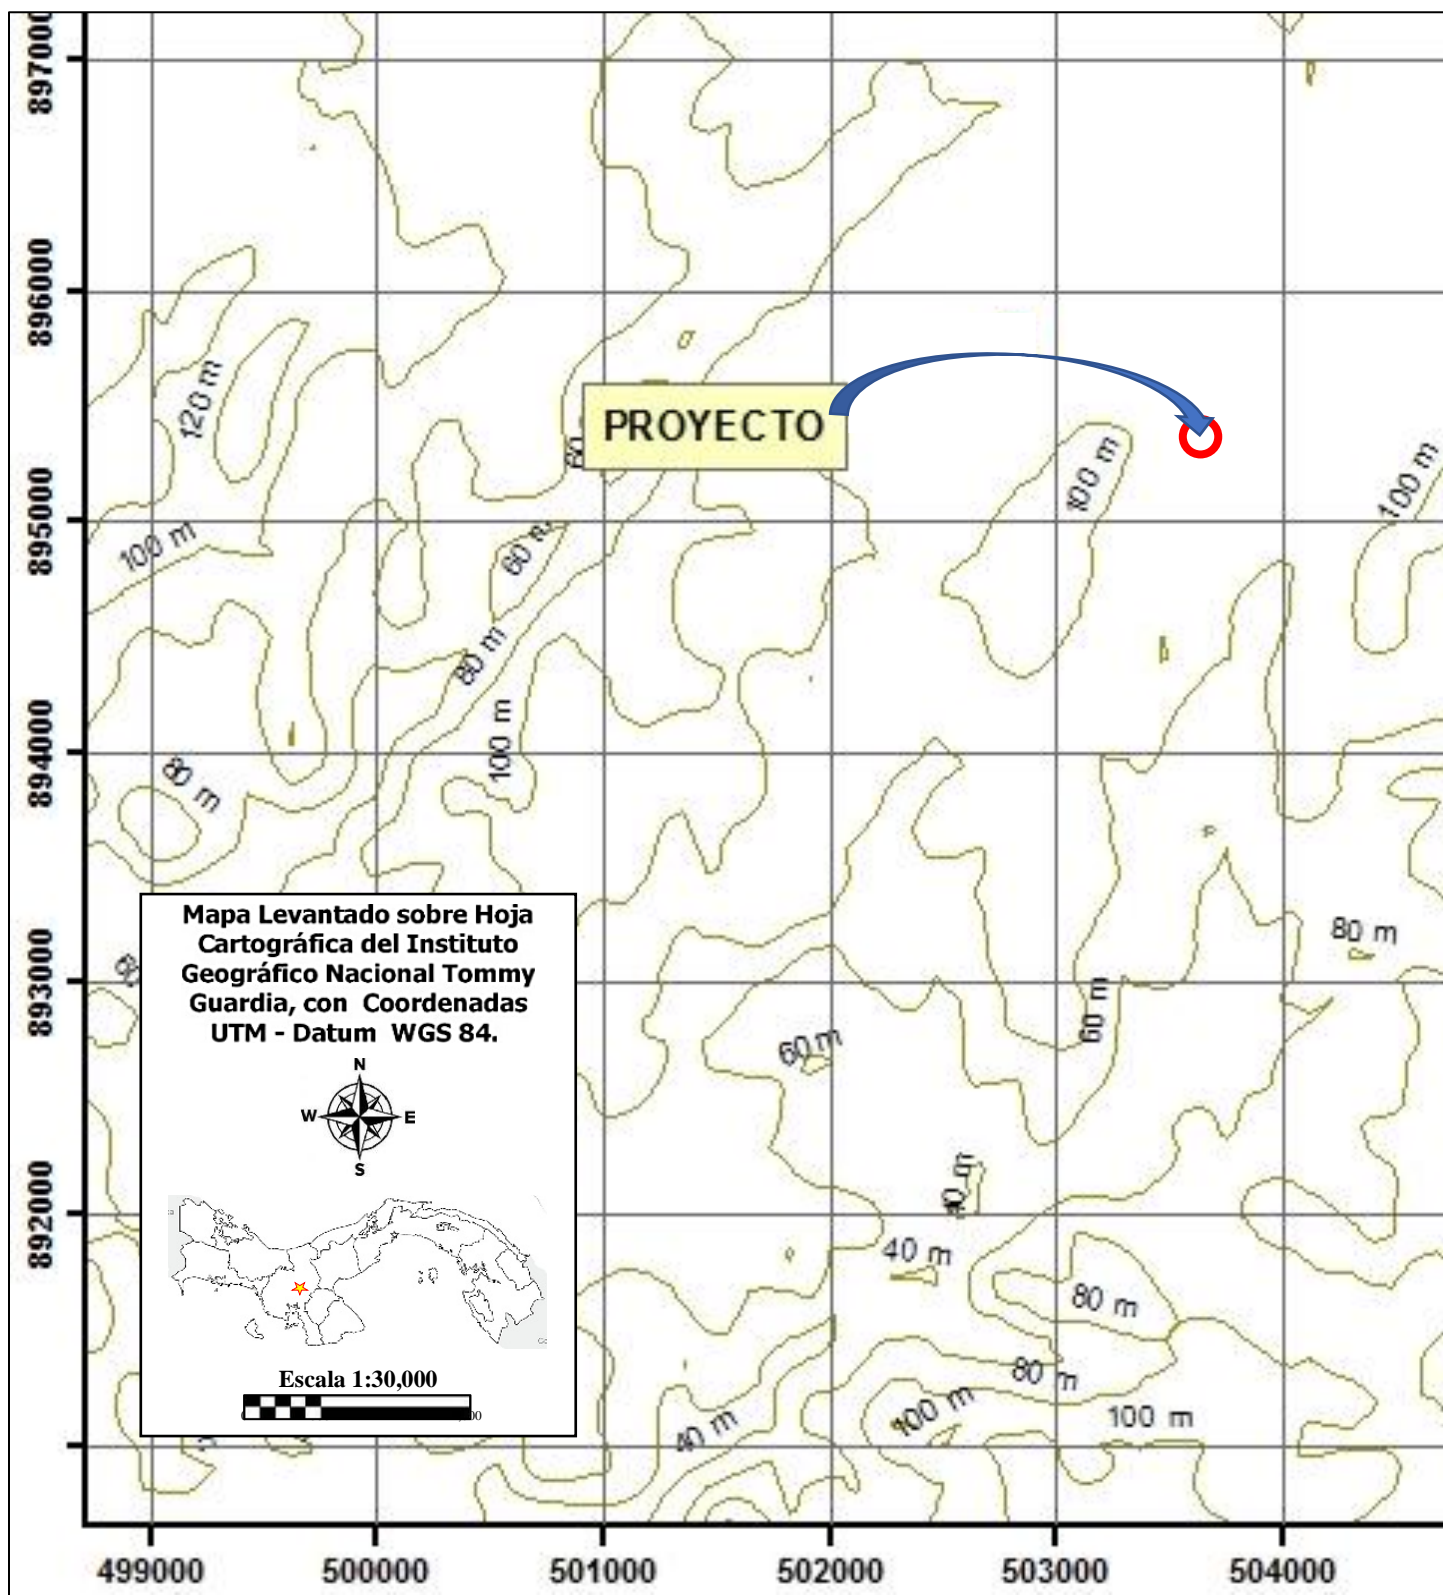 897000
896000
120 m
PROYECTO
60
100 m
100 m
895000
100 m
60 m
80 m
894000
100 m
80 m
Mapa Levantado sobre Hoja
Cartográfica del Instituto
Geográfico Nacional Tommy
Guardia, con Coordenadas
UTM - Datum WGS 84.
80 m
893000
60 m
60 m
N
W
E
S
40 m
892000
40 m
80 m
80 m
Escala 1:30,000
100 m
100 m
40 m
499000
500000
501000
502000
503000
504000